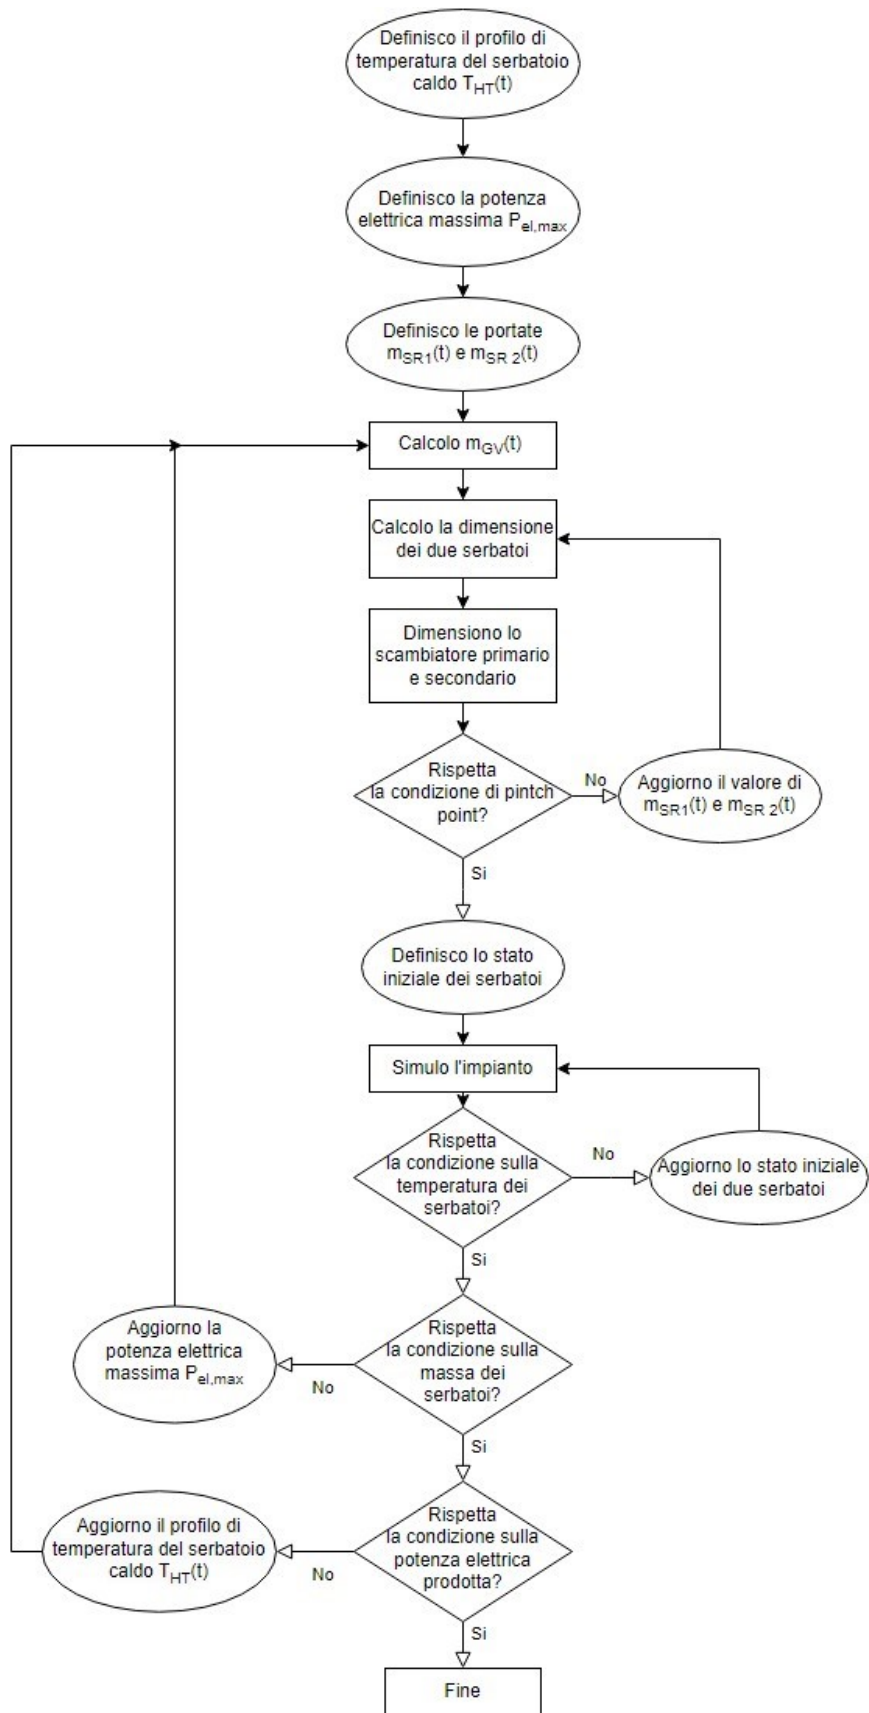 Definisco il profilo di
temperatura del serbatoio
caldo T_HT(t)
Definisco la potenza
elettrica massima P_el,max
Definisco le portate
m_SR1(t) e m_SR 2(t)
Calcolo m_GV(t)
Calcolo la dimensione
dei due serbatoi
Dimensiono lo
scambiatore primario
e secondario
Rispetta
la condizione di pintch
point?
No
Aggiorno il valore di
m_SR1(t) e m_SR 2(t)
Si
Definisco lo stato
iniziale dei serbatoi
Simulo l'impianto
Rispetta
la condizione sulla
temperatura dei
serbatoi?
No
Aggiorno lo stato iniziale
dei due serbatoi
Si
Rispetta
la condizione sulla
massa dei
serbatoi?
No
Aggiorno la
potenza elettrica
massima P_el,max
Si
Rispetta
la condizione sulla
potenza elettrica
prodotta?
No
Aggiorno il profilo di
temperatura del serbatoio
caldo T_HT(t)
Si
Fine